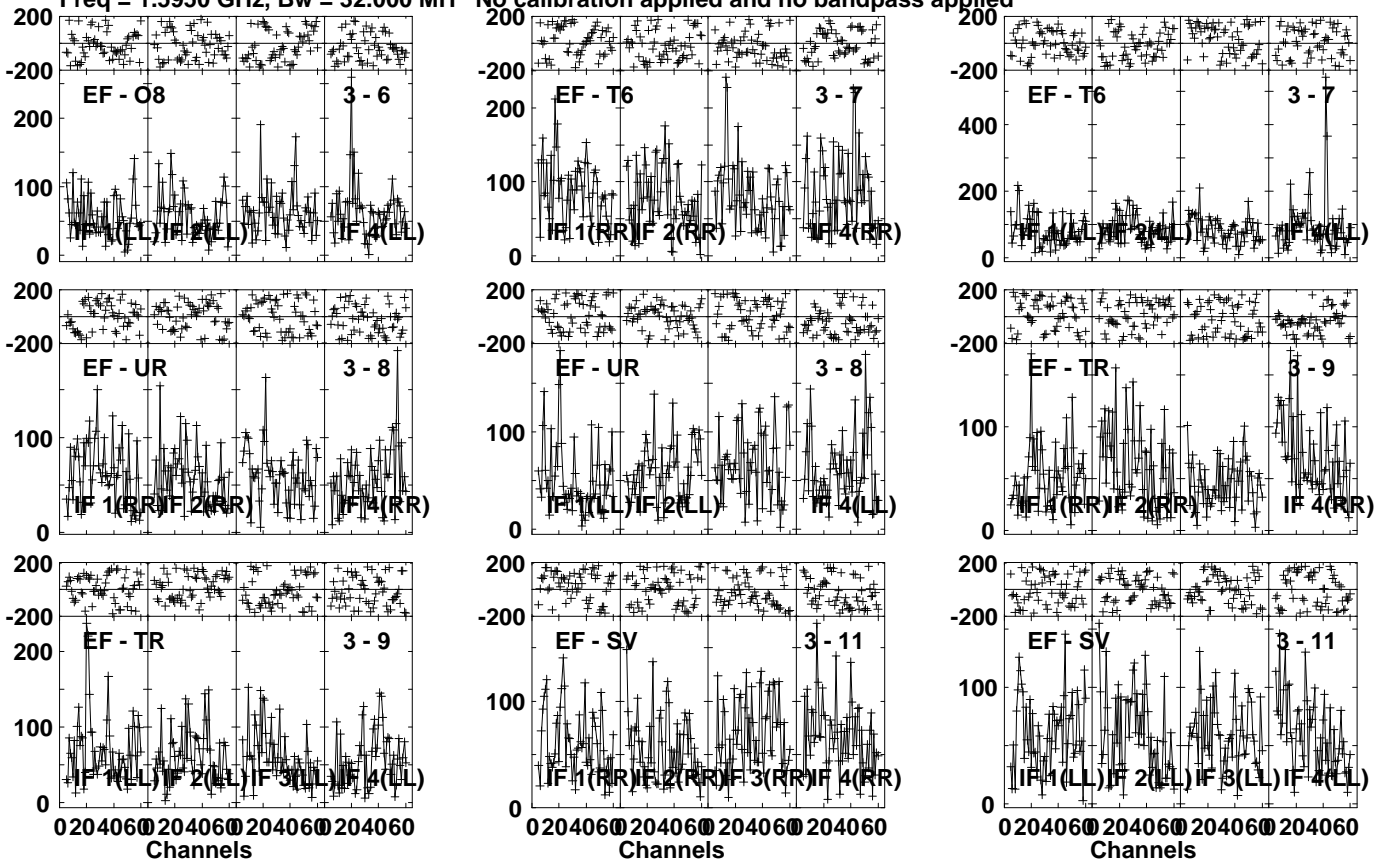 Freq = 1.5950 GHz, Bw = 32.000 MH No calibration applied and no bandpass applied
200
-200
EF - O8 3 - 6
200
100
0
IF 1(LL) IF 2(LL) IF 4(LL)
EF - T6 3 - 7
200
100
0
IF 1(RR) IF 2(RR) IF 4(RR)
200
-200
EF - T6 3 - 7
400
200
0
IF 1(LL) IF 2(LL) IF 4(LL)
200
-200
EF - UR 3 - 8
100
0
IF 1(RR) IF 2(RR) IF 4(RR)
200
-200
EF - UR 3 - 8
100
0
IF 1(LL) IF 2(LL) IF 4(LL)
200
-200
EF - TR 3 - 9
100
0
IF 1(RR) IF 2(RR) IF 4(RR)
200
-200
EF - TR 3 - 9
200
100
0
IF 1(LL) IF 2(LL) IF 3(LL) IF 4(LL)
0 20 40 60 0 20 40 60 0 20 40 60 0 20 40 60
Channels
200
-200
EF - SV 3 - 11
100
0
IF 1(RR) IF 2(RR) IF 3(RR) IF 4(RR)
0 20 40 60 0 20 40 60 0 20 40 60 0 20 40 60
Channels
200
-200
EF - SV 3 - 11
100
0
IF 1(LL) IF 2(LL) IF 3(LL) IF 4(LL)
0 20 40 60 0 20 40 60 0 20 40 60 0 20 40 60
Channels